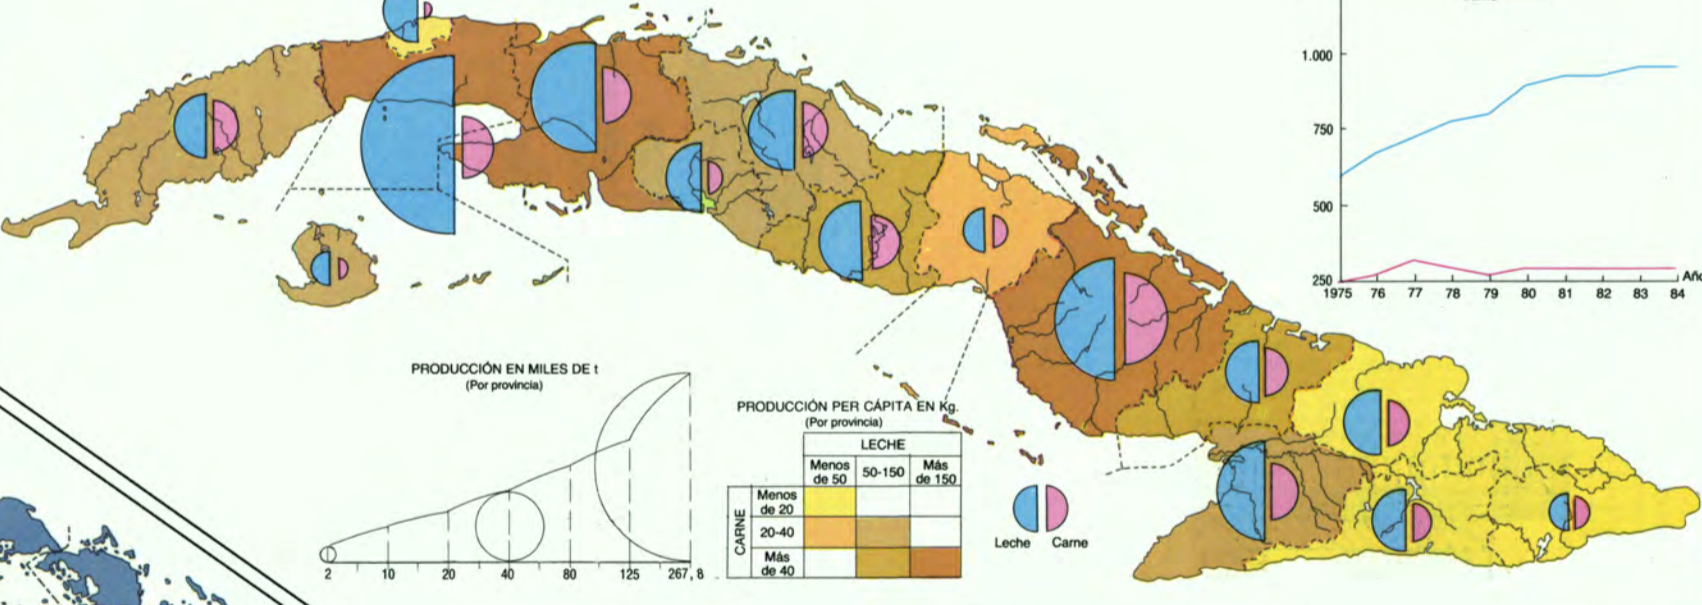 1.000
750
500
250
1975 76 77 78 79 80 81 82 83 84
PRODUCCIÓN EN MILES DE t
(Por provincia)
2 10 20 40 80 125 267,8
PRODUCCIÓN PER CÁPITA EN Kg.
(Por provincia)
LECHE
Menos
de 50
50-150
Más
de 150
CARNE
Menos
de 20
20-40
Más
de 40
Leche Carne